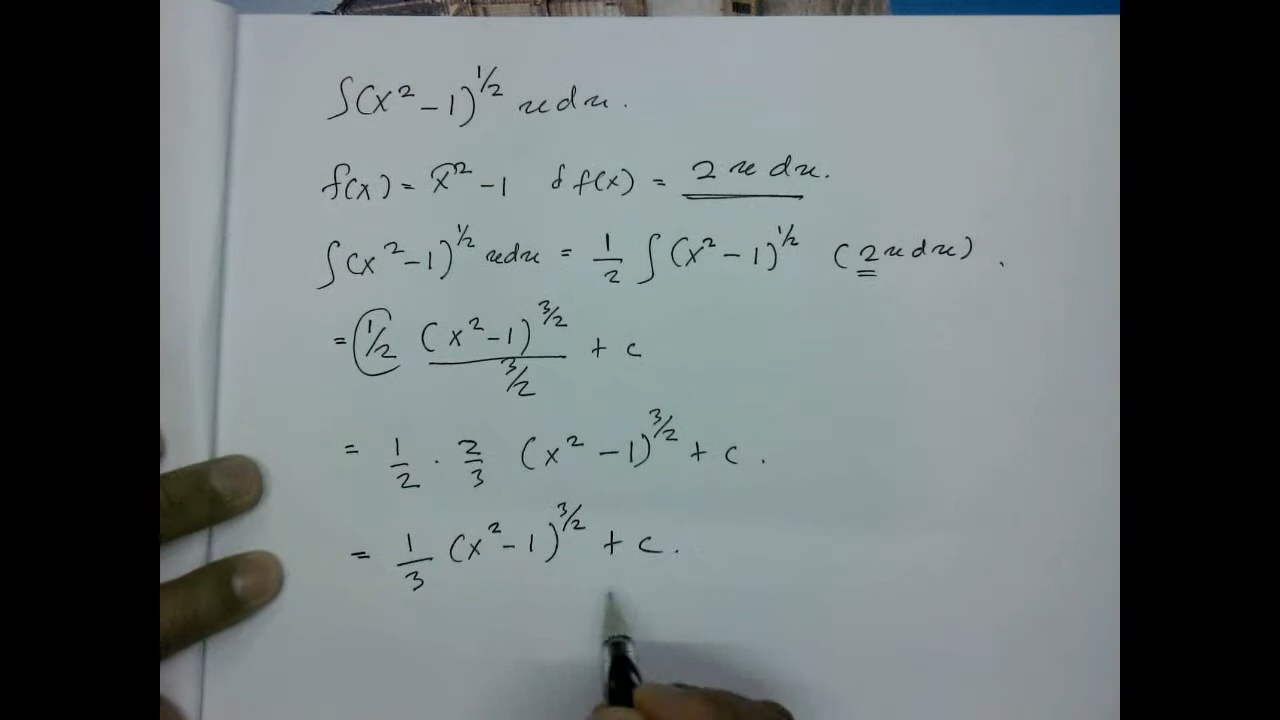 ∫(x² - 1)^1/2 x dx.
f(x) = x² - 1 d f(x) = 2 x dx.
∫(x² - 1)^1/2 x dx = 1/2 ∫(x² - 1)^1/2 (2 x dx).
= 1/2 (x² - 1)^3/2 / 3/2 + c
= 1/2 · 2/3 (x² - 1)^3/2 + c.
= 1/3 (x² - 1)^3/2 + c.